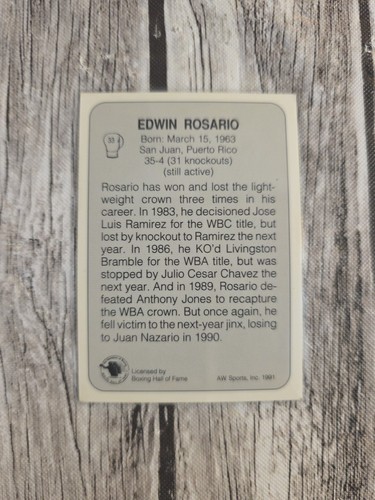 EDWIN ROSARIO
33
Born: March 15, 1963
San Juan, Puerto Rico
35-4 (31 knockouts)
(still active)
Rosario has won and lost the light-
weight crown three times in his
career. In 1983, he decisioned Jose
Luis Ramirez for the WBC title, but
lost by knockout to Ramirez the next
year. In 1986, he KO'd Livingston
Bramble for the WBA title, but was
stopped by Julio Cesar Chavez the
next year. And in 1989, Rosario de-
feated Anthony Jones to recapture
the WBA crown. But once again, he
fell victim to the next-year jinx, losing
to Juan Nazario in 1990.
Licensed by
Boxing Hall of Fame
AW Sports, Inc. 1991